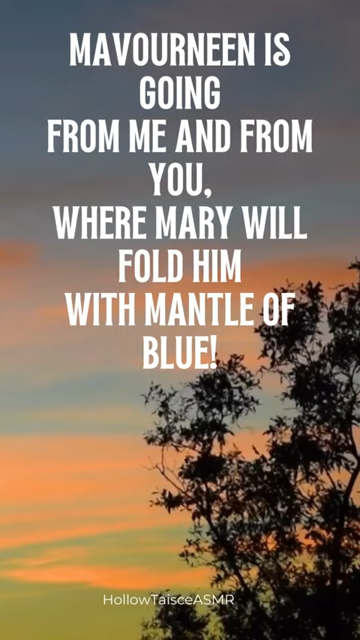 MAVOURNEEN IS
GOING
FROM ME AND FROM
YOU,
WHERE MARY WILL
FOLD HIM
WITH MANTLE OF
BLUE!
HollowTaisceASMR